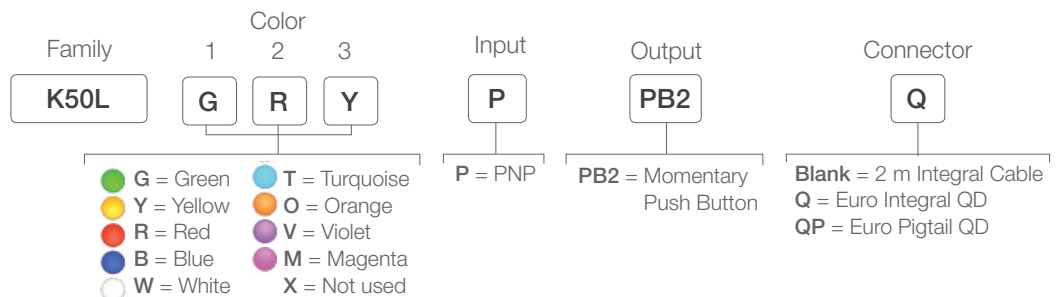 Color
Family 1 2 3 Input Output Connector
K50L G R Y P PB2 Q
G = Green
Y = Yellow
R = Red
B = Blue
W = White
T = Turquoise
O = Orange
V = Violet
M = Magenta
X = Not used
P = PNP
PB2 = Momentary
Push Button
Blank = 2 m Integral Cable
Q = Euro Integral QD
QP = Euro Pigtail QD